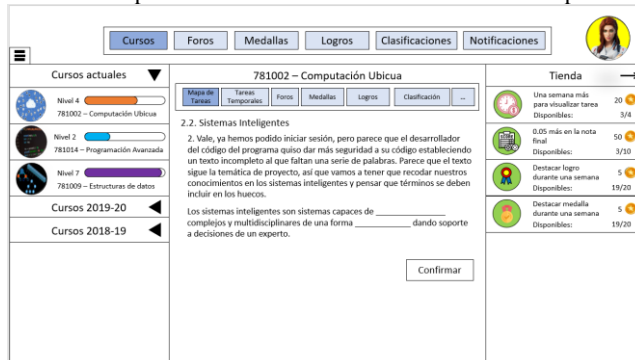 Cursos
Foros
Medallas
Logros
Clasificaciones
Notificaciones
Cursos actuales
Nivel 4
781002 – Computación Ubicua
Nivel 2
781014 – Programación Avanzada
Nivel 7
781009 – Estructuras de datos
Cursos 2019-20
Cursos 2018-19
781002 – Computación Ubicua
Mapa de
Tareas
Tareas
Temporales
Foros
Medallas
Logros
Clasificación
...
2.2. Sistemas Inteligentes
2. Vale, ya hemos podido iniciar sesión, pero parece que el desarrollador
del código del programa quiso dar más seguridad a su código estableciendo
un texto incompleto al que faltan una serie de palabras. Parece que el texto
sigue la temática de proyecto, así que vamos a tener que recordar nuestros
conocimientos en los sistemas inteligentes y pensar que términos se deben
incluir en los huecos.
Los sistemas inteligentes son sistemas capaces de ________________
complejos y multidisciplinares de una forma _____________ dando soporte
a decisiones de un experto.
Confirmar
Tienda
Una semana más
para visualizar tarea
20
Disponibles:
3/4
0.05 más en la nota
final
50
Disponibles:
3/10
Destacar logro
durante una semana
5
Disponibles:
19/20
Destacar medalla
durante una semana
5
Disponibles:
19/20